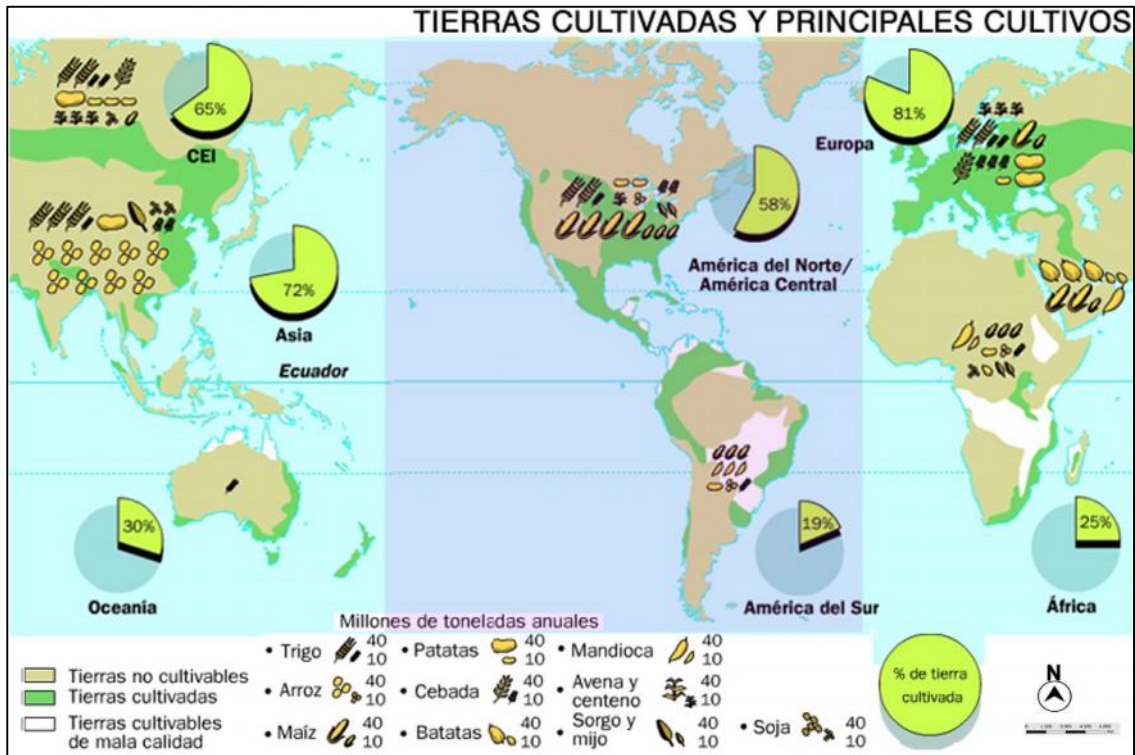 TIERRAS CULTIVADAS Y PRINCIPALES CULTIVOS
65%
CEI
81%
Europa
58%
América del Norte/
América Central
72%
Asia
Ecuador
30%
Oceanía
19%
América del Sur
25%
África
Millones de toneladas anuales
Tierras no cultivables
Tierras cultivadas
Tierras cultivables
de mala calidad
• Trigo 40
10
• Patatas 40
10
• Mandioca 40
10
• Arroz 40
10
• Cebada 40
10
• Avena y
centeno 40
10
• Maíz 40
10
• Batatas 40
10
• Sorgo y
mijo 40
10
• Soja 40
10
% de tierra
cultivada
N